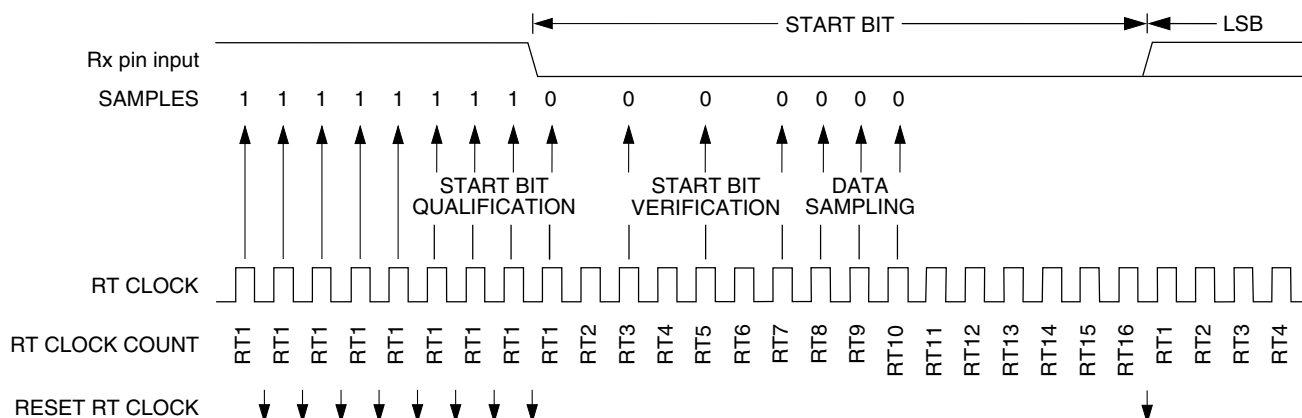 START BIT LSB
Rx pin input
SAMPLES 1 1 1 1 1 1 1 1 0 0 0 0 0 0 0
START BIT QUALIFICATION START BIT VERIFICATION DATA SAMPLING
RT CLOCK
RT CLOCK COUNT RT1 RT1 RT1 RT1 RT1 RT1 RT1 RT1 RT1 RT2 RT3 RT4 RT5 RT6 RT7 RT8 RT9 RT10 RT11 RT12 RT13 RT14 RT15 RT16 RT1 RT2 RT3 RT4
RESET RT CLOCK